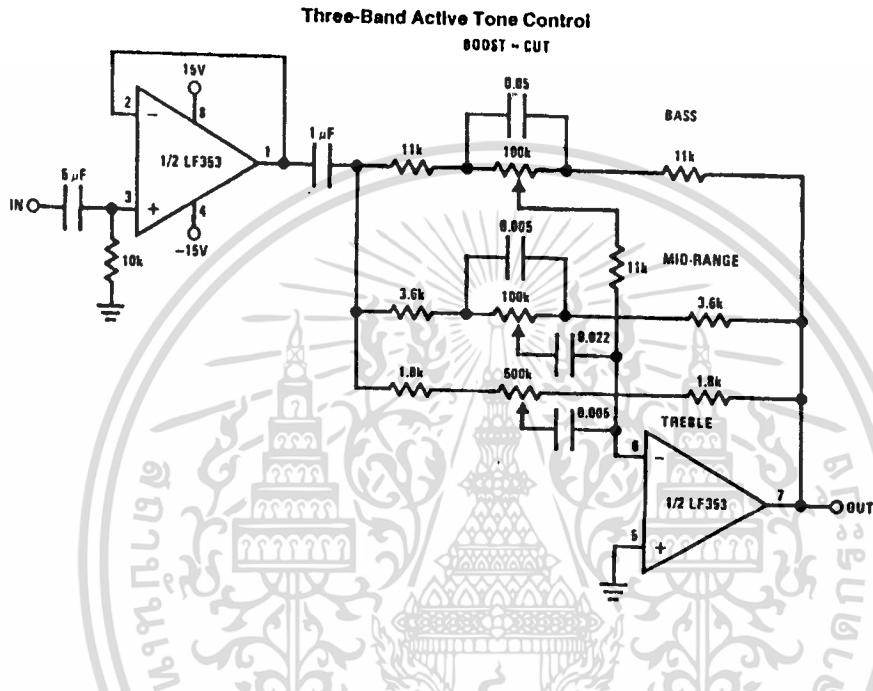 Three-Band Active Tone Control
BOOST ~ CUT
15V
0.05
BASS
2
8
1 μF
1
11k
100k
11k
1/2 LF353
5 μF
IN
3
4
-15V
10k
0.005
11k
MID-RANGE
3.6k
100k
3.6k
0.022
1.8k
500k
1.8k
0.005
TREBLE
6
1/2 LF353
7
OUT
5